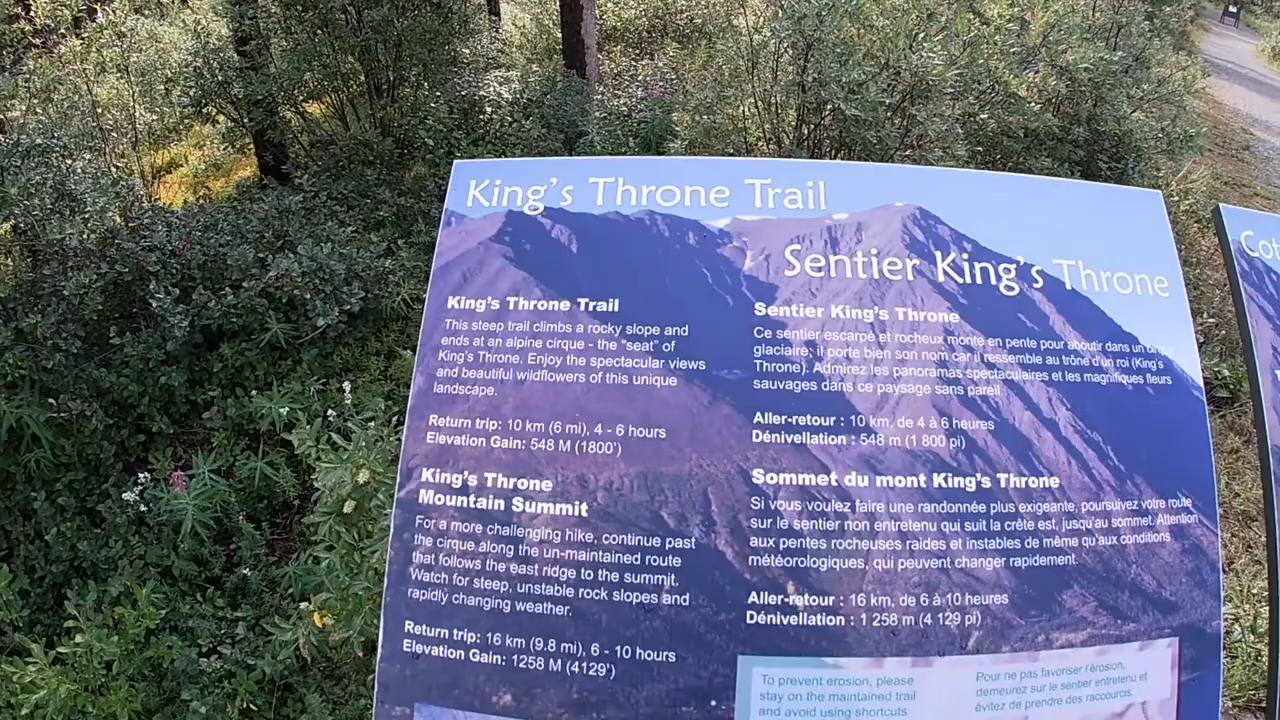 King's Throne Trail
Sentier King's Throne
King's Throne Trail
This steep trail climbs a rocky slope and
ends at an alpine cirque - the "seat" of
King's Throne. Enjoy the spectacular views
and beautiful wildflowers of this unique
landscape.
Return trip: 10 km (6 mi), 4 - 6 hours
Elevation Gain: 548 M (1800')
King's Throne
Mountain Summit
For a more challenging hike, continue past
the cirque along the un-maintained route
that follows the east ridge to the summit.
Watch for steep, unstable rock slopes and
rapidly changing weather.
Return trip: 16 km (9.8 mi), 6 - 10 hours
Elevation Gain: 1258 M (4129')
Sentier King's Throne
Ce sentier escarpé et rocheux monte en pente pour aboutir dans un
glaciaire; il porte bien son nom car il ressemble au trône d'un roi (King's
Throne). Admirez les panoramas spectaculaires et les magnifiques fleurs
sauvages dans ce paysage sans pareil.
Aller-retour : 10 km, de 4 à 6 heures
Dénivellation : 548 m (1 800 pi)
Sommet du mont King's Throne
Si vous voulez faire une randonnée plus exigeante, poursuivez votre route
sur le sentier non entretenu qui suit la crête est, jusqu'au sommet. Attention
aux pentes rocheuses raides et instables de même qu'aux conditions
météorologiques, qui peuvent changer rapidement.
Aller-retour : 16 km, de 6 à 10 heures
Dénivellation : 1 258 m (4 129 pi)
To prevent erosion, please
stay on the maintained trail
and avoid using shortcuts
Pour ne pas favoriser l'érosion,
demeurez sur le sentier entretenu et
évitez de prendre des raccourcis.